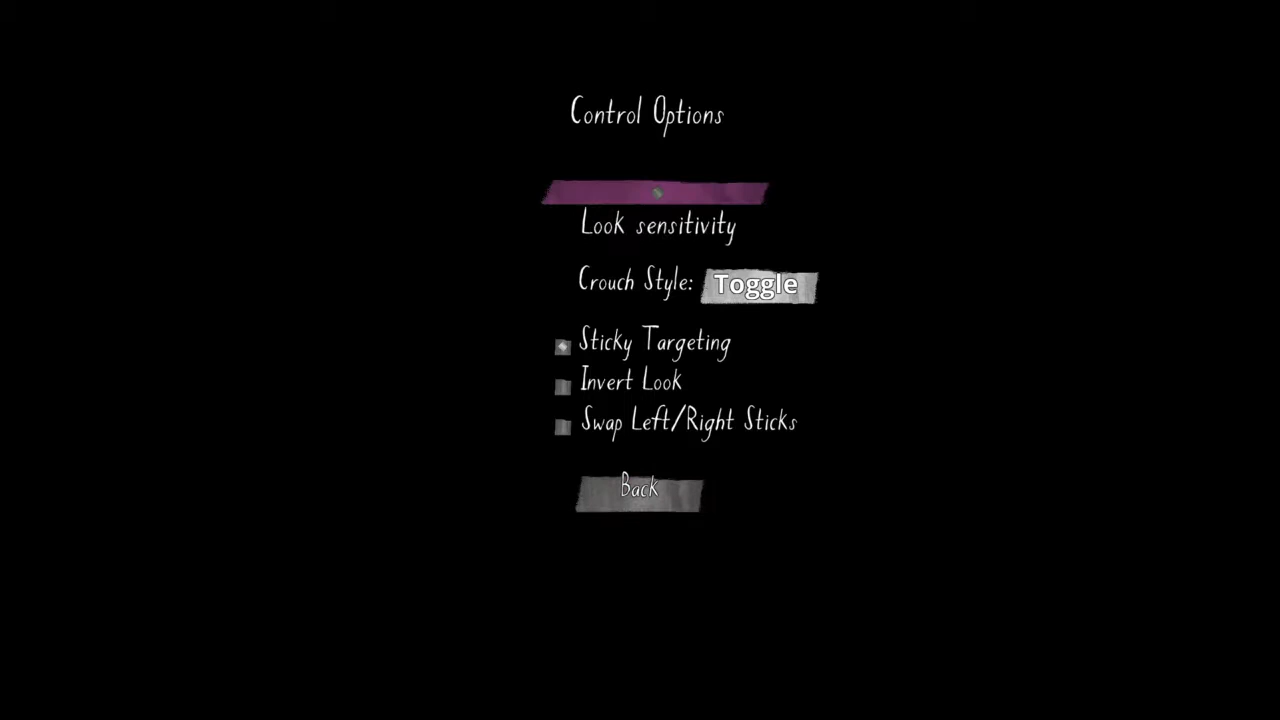 Control Options
Look sensitivity
Crouch Style: Toggle
Sticky Targeting
Invert Look
Swap Left/Right Sticks
Back